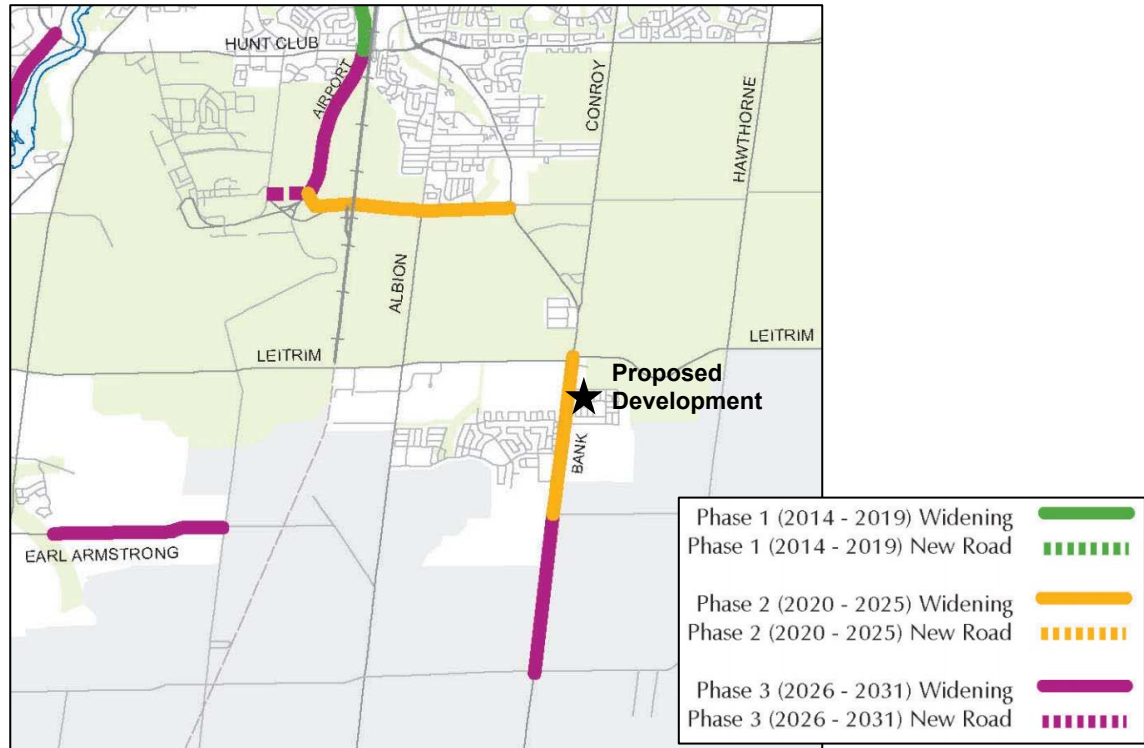 HUNT CLUB
AIRPORT
CONROY
HAWTHORNE
ALBION
LEITRIM
LEITRIM
Proposed
Development
BANK
EARL ARMSTRONG
Phase 1 (2014 - 2019) Widening
Phase 1 (2014 - 2019) New Road
Phase 2 (2020 - 2025) Widening
Phase 2 (2020 - 2025) New Road
Phase 3 (2026 - 2031) Widening
Phase 3 (2026 - 2031) New Road